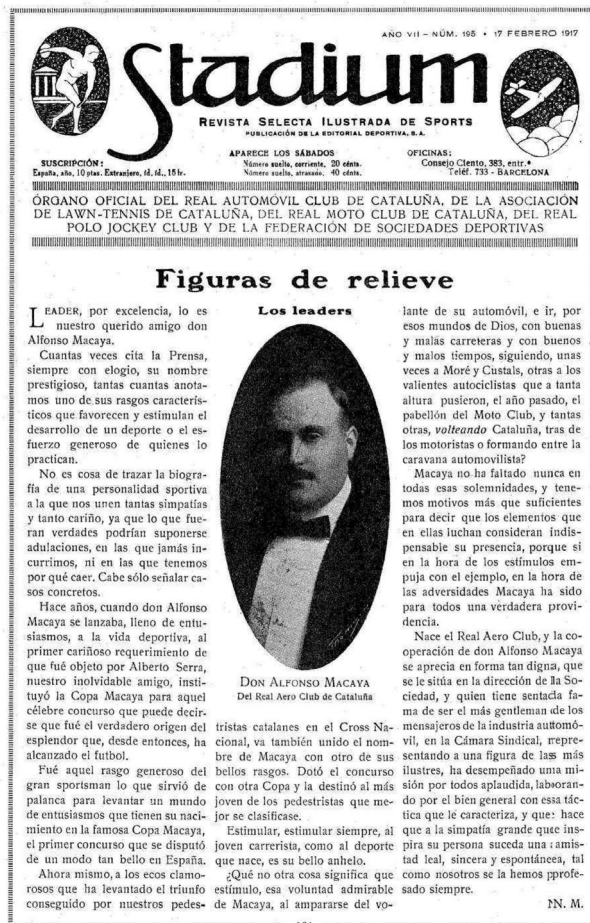 AÑO VII – NÚM. 195 • 17 FEBRERO 1917
Stadium
REVISTA SELECTA ILUSTRADA DE SPORTS
PUBLICACIÓN DE LA EDITORIAL DEPORTIVA, S. A.
SUSCRIPCIÓN:
España, año, 10 ptas. Extranjero, íd. íd., 15 fr.
APARECE LOS SÁBADOS
Número suelto, corriente, 20 cénts.
Número suelto, atrasado, 40 cénts.
OFICINAS:
Consejo Ciento, 383, entr.º
Teléf. 733 - BARCELONA
ÓRGANO OFICIAL DEL REAL AUTOMÓVIL CLUB DE CATALUÑA, DE LA ASOCIACIÓN
DE LAWN-TENNIS DE CATALUÑA, DEL REAL MOTO CLUB DE CATALUÑA, DEL REAL
POLO JOCKEY CLUB Y DE LA FEDERACIÓN DE SOCIEDADES DEPORTIVAS
Figuras de relieve
Los leaders
LEADER, por excelencia, lo es
nuestro querido amigo don
Alfonso Macaya.
Cuantas veces cita la Prensa,
siempre con elogio, su nombre
prestigioso, tantas cuantas anota-
mos uno de sus rasgos caracterís-
ticos que favorecen y estimulan el
desarrollo de un deporte o el es-
fuerzo generoso de quienes lo
practican.
No es cosa de trazar la biogra-
fía de una personalidad sportiva
a la que nos unen tantas simpatías
y tanto cariño, ya que lo que fue-
ran verdades podrían suponerse
adulaciones, en las que jamás in-
currimos, ni en las que tenemos
por qué caer. Cabe sólo señalar ca-
sos concretos.
Hace años, cuando don Alfonso
Macaya se lanzaba, lleno de entu-
siasmos, a la vida deportiva, al
primer cariñoso requerimiento de
que fué objeto por Alberto Serra,
nuestro inolvidable amigo, insti-
tuyó la Copa Macaya para aquel
célebre concurso que puede decir-
se que fué el verdadero origen del
esplendor que, desde entonces, ha
alcanzado el futbol.
Fué aquel rasgo generoso del
gran sportsman lo que sirvió de
palanca para levantar un mundo
de entusiasmos que tienen su naci-
miento en la famosa Copa Macaya,
el primer concurso que se disputó
de un modo tan bello en España.
Ahora mismo, a los ecos clamo-
rosos que ha levantado el triunfo
conseguido por nuestros pedes-
DON ALFONSO MACAYA
Del Real Aero Club de Cataluña
tristas catalanes en el Cross Na-
cional, va también unido el nom-
bre de Macaya con otro de sus
bellos rasgos. Dotó el concurso
con otra Copa y la destinó al más
joven de los pedestristas que me-
jor se clasificase.
Estimular, estimular siempre, al
joven carrerista, como al deporte
que nace, es su bello anhelo.
¿Qué no otra cosa significa que
estímulo, esa voluntad admirable
de Macaya, al ampararse del vo-
lante de su automóvil, e ir, por
esos mundos de Dios, con buenas
y malas carreteras y con buenos
y malos tiempos, siguiendo, unas
veces a Moré y Custals, otras a los
valientes autociclistas que a tanta
altura pusieron, el año pasado, el
pabellón del Moto Club, y tantas
otras, volteando Cataluña, tras de
los motoristas o formando entre la
caravana automovilista?
Macaya no ha faltado nunca en
todas esas solemnidades, y tene-
mos motivos más que suficientes
para decir que los elementos que
en ellas luchan consideran indis-
pensable su presencia, porque si
en la hora de los estímulos em-
puja con el ejemplo, en la hora de
las adversidades Macaya ha sido
para todos una verdadera provi-
dencia.
Nace el Real Aero Club, y la co-
operación de don Alfonso Macaya
se aprecia en forma tan digna, que
se le sitúa en la dirección de la So-
ciedad, y quien tiene sentada fa-
ma de ser el más gentleman de los
mensajeros de la industria automó-
vil, en la Cámara Sindical, repre-
sentando a una figura de las más
ilustres, ha desempeñado una mi-
sión por todos aplaudida, laboran-
do por el bien general con esa tác-
tica que le caracteriza, y que hace
que a la simpatía grande que ins-
pira su persona suceda una amis-
tad leal, sincera y espontánea, tal
como nosotros se la hemos profe-
sado siempre.
N. M.